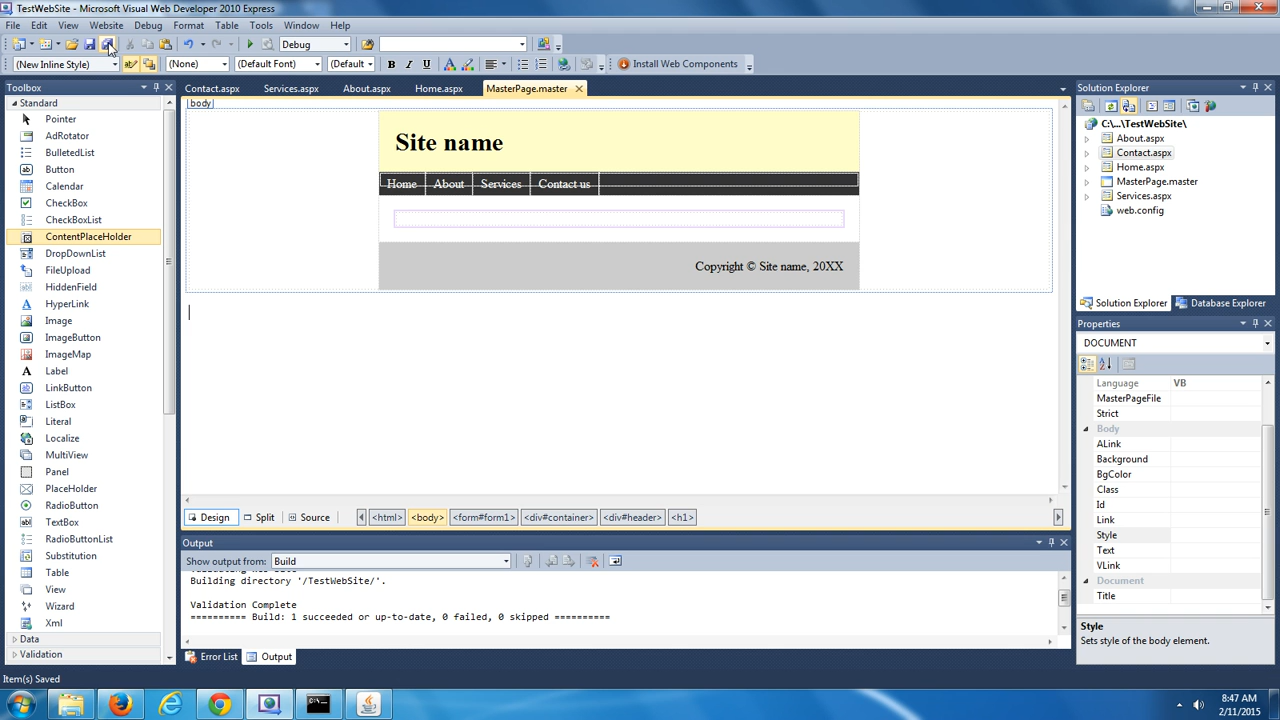 TestWebSite - Microsoft Visual Web Developer 2010 Express
File Edit View Website Debug Format Table Tools Window Help
Debug
(New Inline Style) (None) (Default Font) (Default B I U A Install Web Components
Toolbox
Standard
Pointer
AdRotator
BulletedList
Button
Calendar
CheckBox
CheckBoxList
ContentPlaceHolder
DropDownList
FileUpload
HiddenField
HyperLink
Image
ImageButton
ImageMap
Label
LinkButton
ListBox
Literal
Localize
MultiView
Panel
PlaceHolder
RadioButton
TextBox
RadioButtonList
Substitution
Table
View
Wizard
Xml
Data
Validation
Contact.aspx Services.aspx About.aspx Home.aspx MasterPage.master
body
Site name
Home About Services Contact us
Copyright © Site name, 20XX
Design Split Source <html> <body> <form#form1> <div#container> <div#header> <h1>
Output
Show output from: Build
Building directory '/TestWebSite/'.
Validation Complete
========== Build: 1 succeeded or up-to-date, 0 failed, 0 skipped ==========
Error List Output
Solution Explorer
C:\...\TestWebSite\
About.aspx
Contact.aspx
Home.aspx
MasterPage.master
Services.aspx
web.config
Solution Explorer Database Explorer
Properties
DOCUMENT
Language VB
MasterPageFile
Strict
Body
ALink
Background
BgColor
Class
Id
Link
Style
Text
VLink
Document
Title
Style
Sets style of the body element.
Item(s) Saved
8:47 AM
2/11/2015